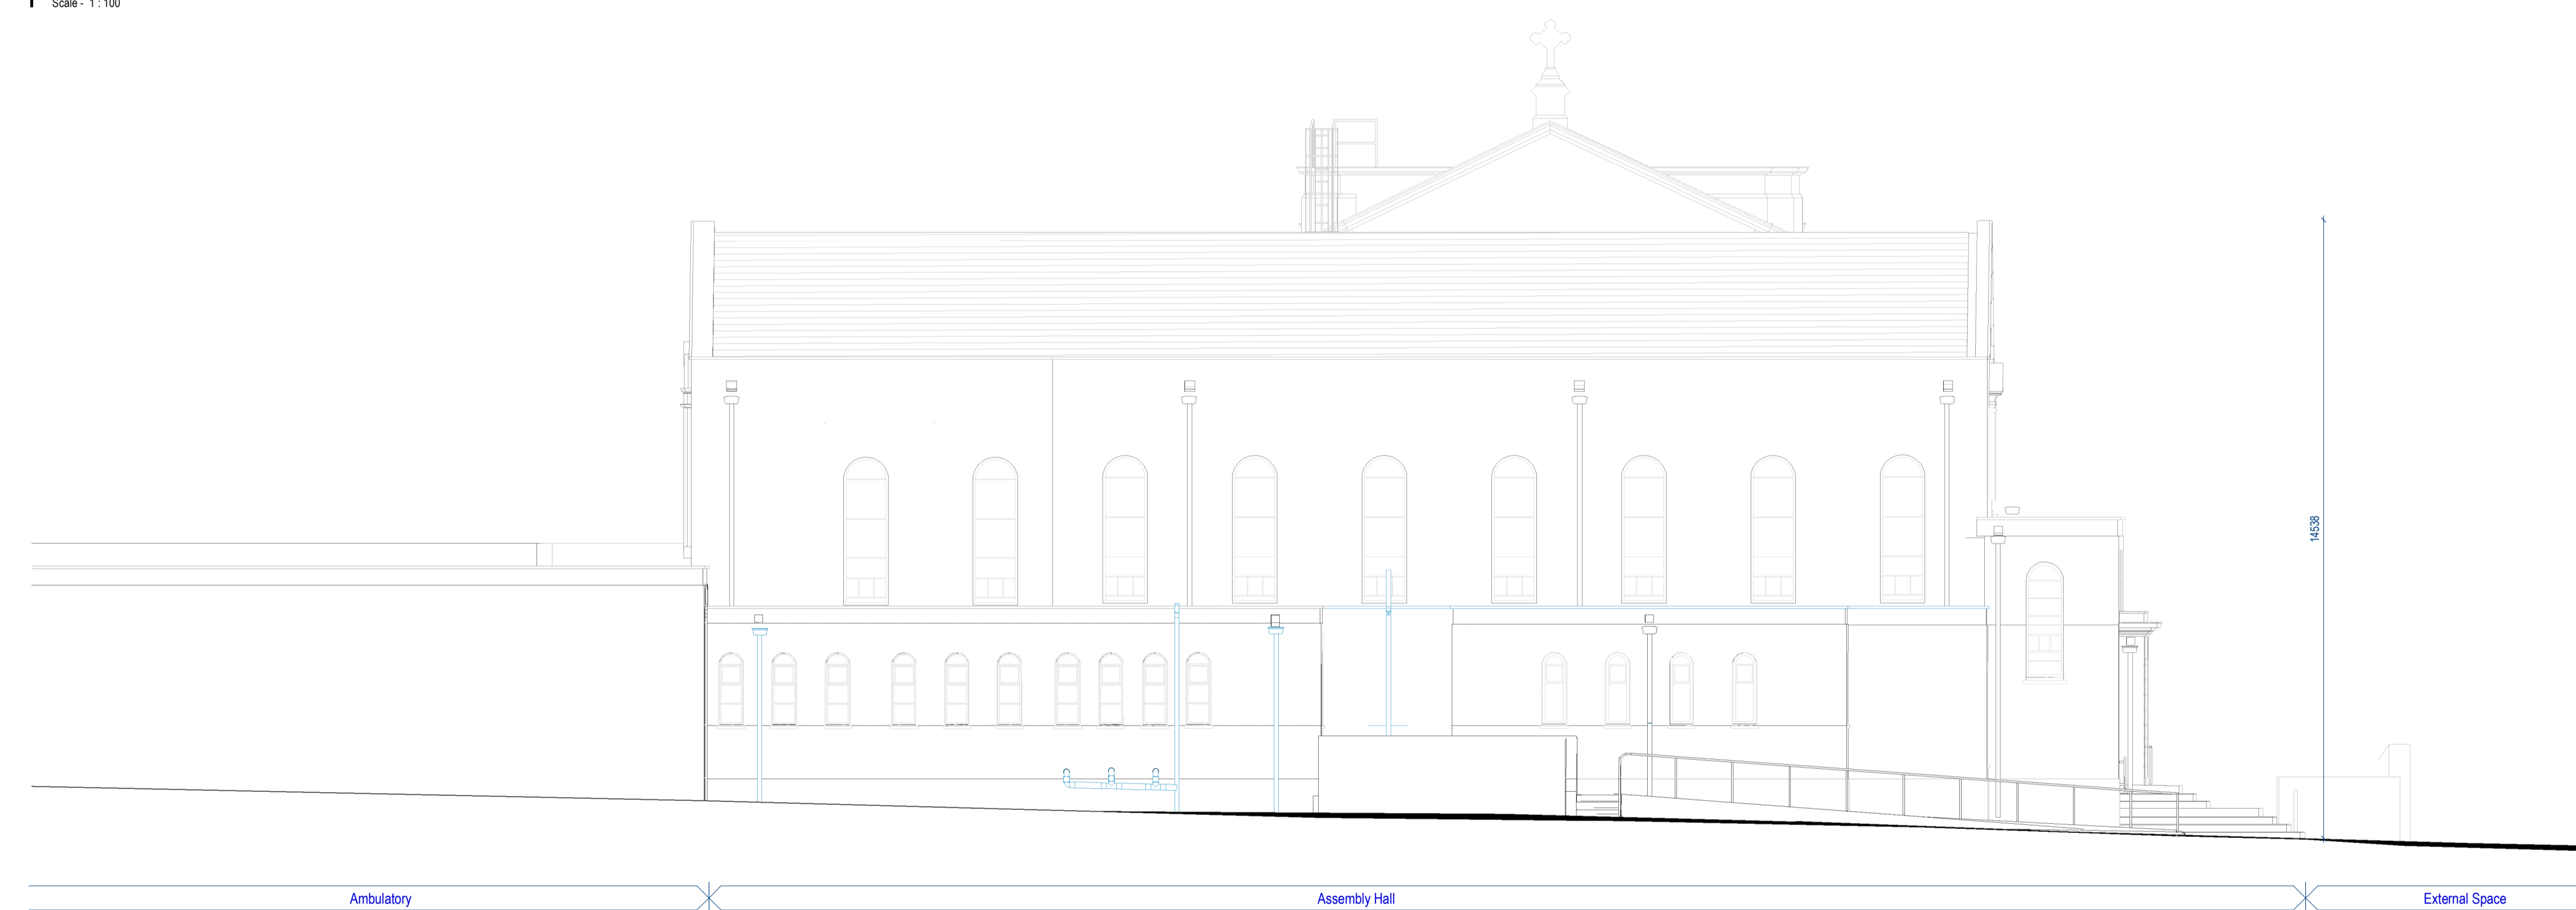 Scale - 1 : 100
14538
Ambulatory
Assembly Hall
External Space